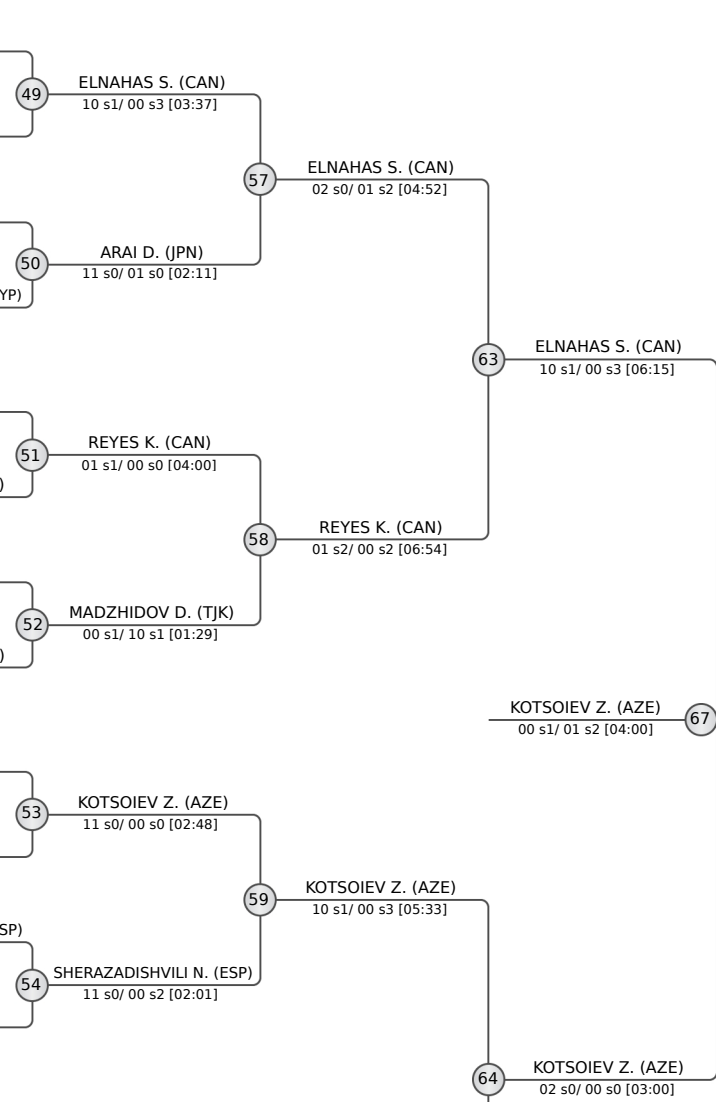 ELNAHAS S. (CAN)
49
10 s1/ 00 s3 [03:37]
ELNAHAS S. (CAN)
57
02 s0/ 01 s2 [04:52]
ARAI D. (JPN)
50
11 s0/ 01 s0 [02:11]
YP)
ELNAHAS S. (CAN)
63
10 s1/ 00 s3 [06:15]
REYES K. (CAN)
51
01 s1/ 00 s0 [04:00]
)
REYES K. (CAN)
58
01 s2/ 00 s2 [06:54]
MADZHIDOV D. (TJK)
52
00 s1/ 10 s1 [01:29]
)
KOTSOIEV Z. (AZE)
67
00 s1/ 01 s2 [04:00]
KOTSOIEV Z. (AZE)
53
11 s0/ 00 s0 [02:48]
KOTSOIEV Z. (AZE)
59
10 s1/ 00 s3 [05:33]
SP)
SHERAZADISHVILI N. (ESP)
54
11 s0/ 00 s2 [02:01]
KOTSOIEV Z. (AZE)
64
02 s0/ 00 s0 [03:00]